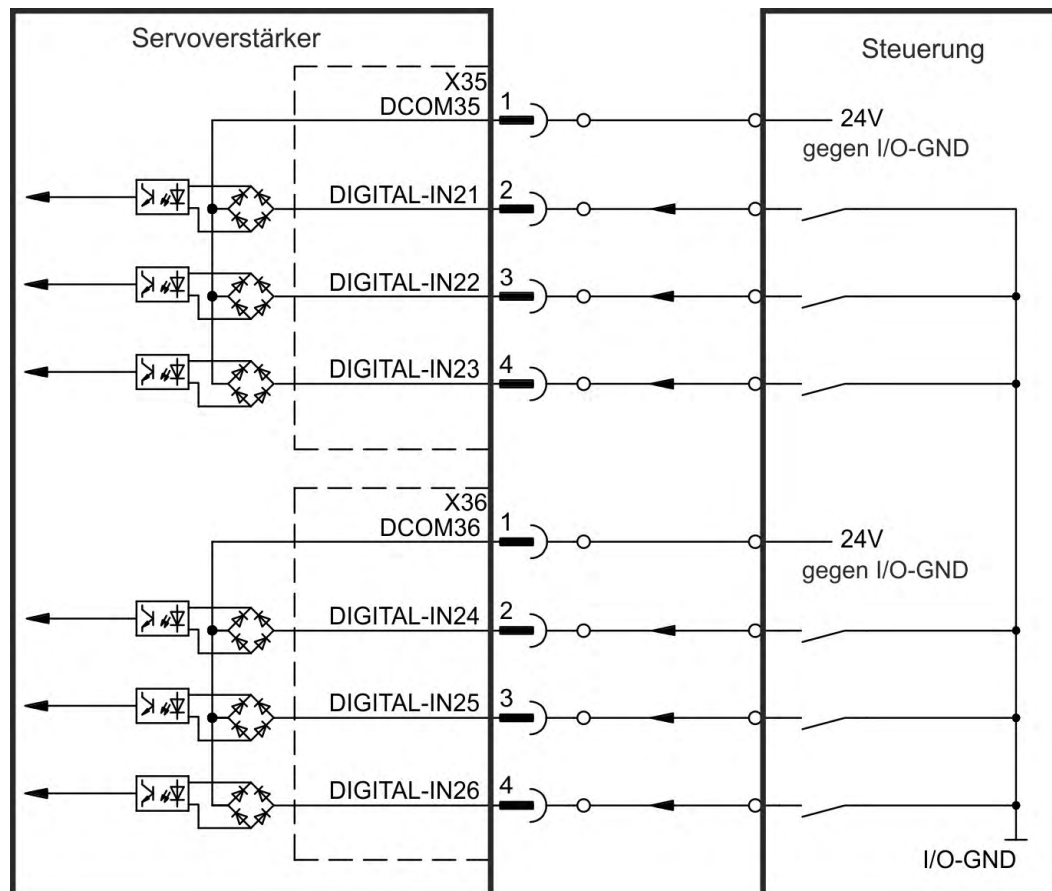 Servoverstärker
Steuerung
X35
DCOM35
1
24V
gegen I/O-GND
DIGITAL-IN21
2
DIGITAL-IN22
3
DIGITAL-IN23
4
X36
DCOM36
1
24V
gegen I/O-GND
DIGITAL-IN24
2
DIGITAL-IN25
3
DIGITAL-IN26
4
I/O-GND